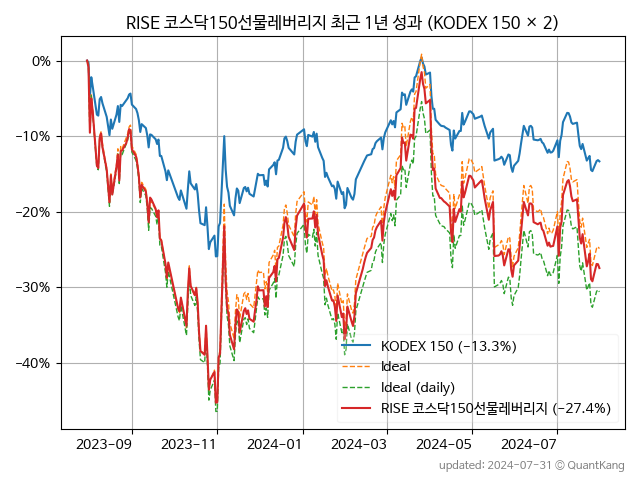 RISE 코스닥150선물레버리지 최근 1년 성과 (KODEX 150 × 2)
0%
−10%
−20%
−30%
−40%
KODEX 150 (−13.3%)
Ideal
Ideal (daily)
RISE 코스닥150선물레버리지 (−27.4%)
2023-09 2023-11 2024-01 2024-03 2024-05 2024-07
updated: 2024-07-31 © QuantKang